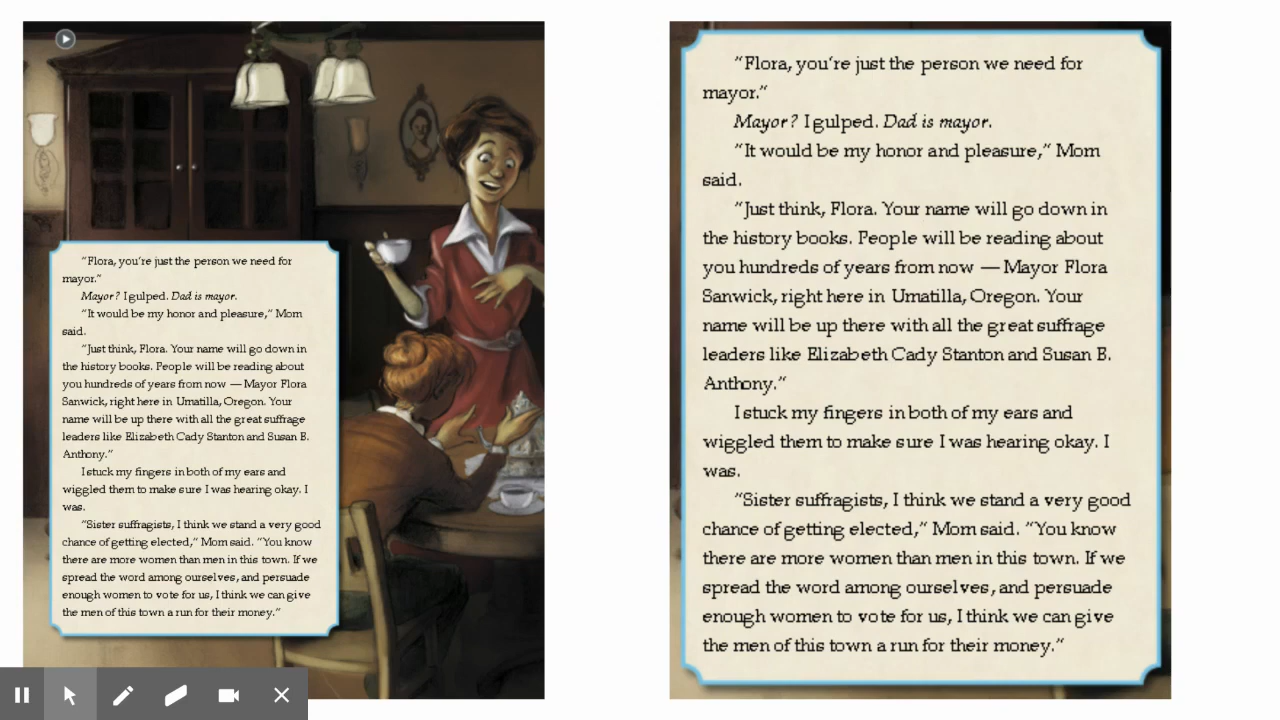 “Flora, you’re just the person we need for
mayor.”
Mayor? I gulped. Dad is mayor.
“It would be my honor and pleasure,” Mom
said.
“Just think, Flora. Your name will go down in
the history books. People will be reading about
you hundreds of years from now — Mayor Flora
Sanwick, right here in Umatilla, Oregon. Your
name will be up there with all the great suffrage
leaders like Elizabeth Cady Stanton and Susan B.
Anthony.”
I stuck my fingers in both of my ears and
wiggled them to make sure I was hearing okay. I
was.
“Sister suffragists, I think we stand a very good
chance of getting elected,” Mom said. “You know
there are more women than men in this town. If we
spread the word among ourselves, and persuade
enough women to vote for us, I think we can give
the men of this town a run for their money.”
“Flora, you’re just the person we need for
mayor.”
Mayor? I gulped. Dad is mayor.
“It would be my honor and pleasure,” Mom
said.
“Just think, Flora. Your name will go down in
the history books. People will be reading about
you hundreds of years from now — Mayor Flora
Sanwick, right here in Umatilla, Oregon. Your
name will be up there with all the great suffrage
leaders like Elizabeth Cady Stanton and Susan B.
Anthony.”
I stuck my fingers in both of my ears and
wiggled them to make sure I was hearing okay. I
was.
“Sister suffragists, I think we stand a very good
chance of getting elected,” Mom said. “You know
there are more women than men in this town. If we
spread the word among ourselves, and persuade
enough women to vote for us, I think we can give
the men of this town a run for their money.”